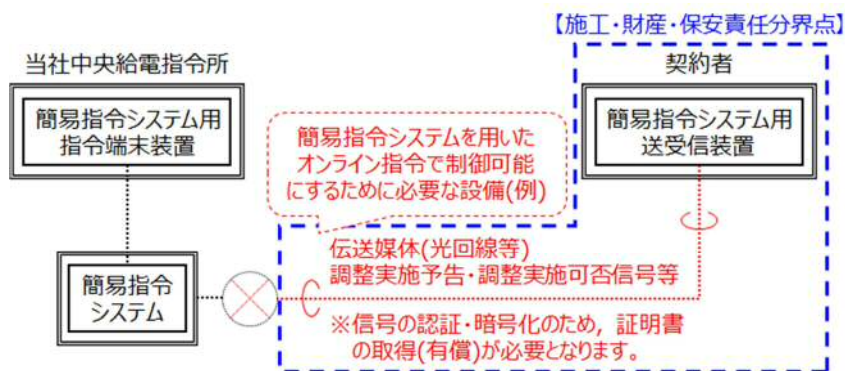 【施工・財産・保安責任分界点】
当社中央給電指令所
契約者
簡易指令システム用
指令端末装置
簡易指令システム用
送受信装置
簡易指令システムを用いた
オンライン指令で制御可能
にするために必要な設備(例)
伝送媒体(光回線等)
調整実施予告・調整実施可否信号等
簡易指令
システム
※信号の認証・暗号化のため, 証明書
の取得(有償)が必要となります。